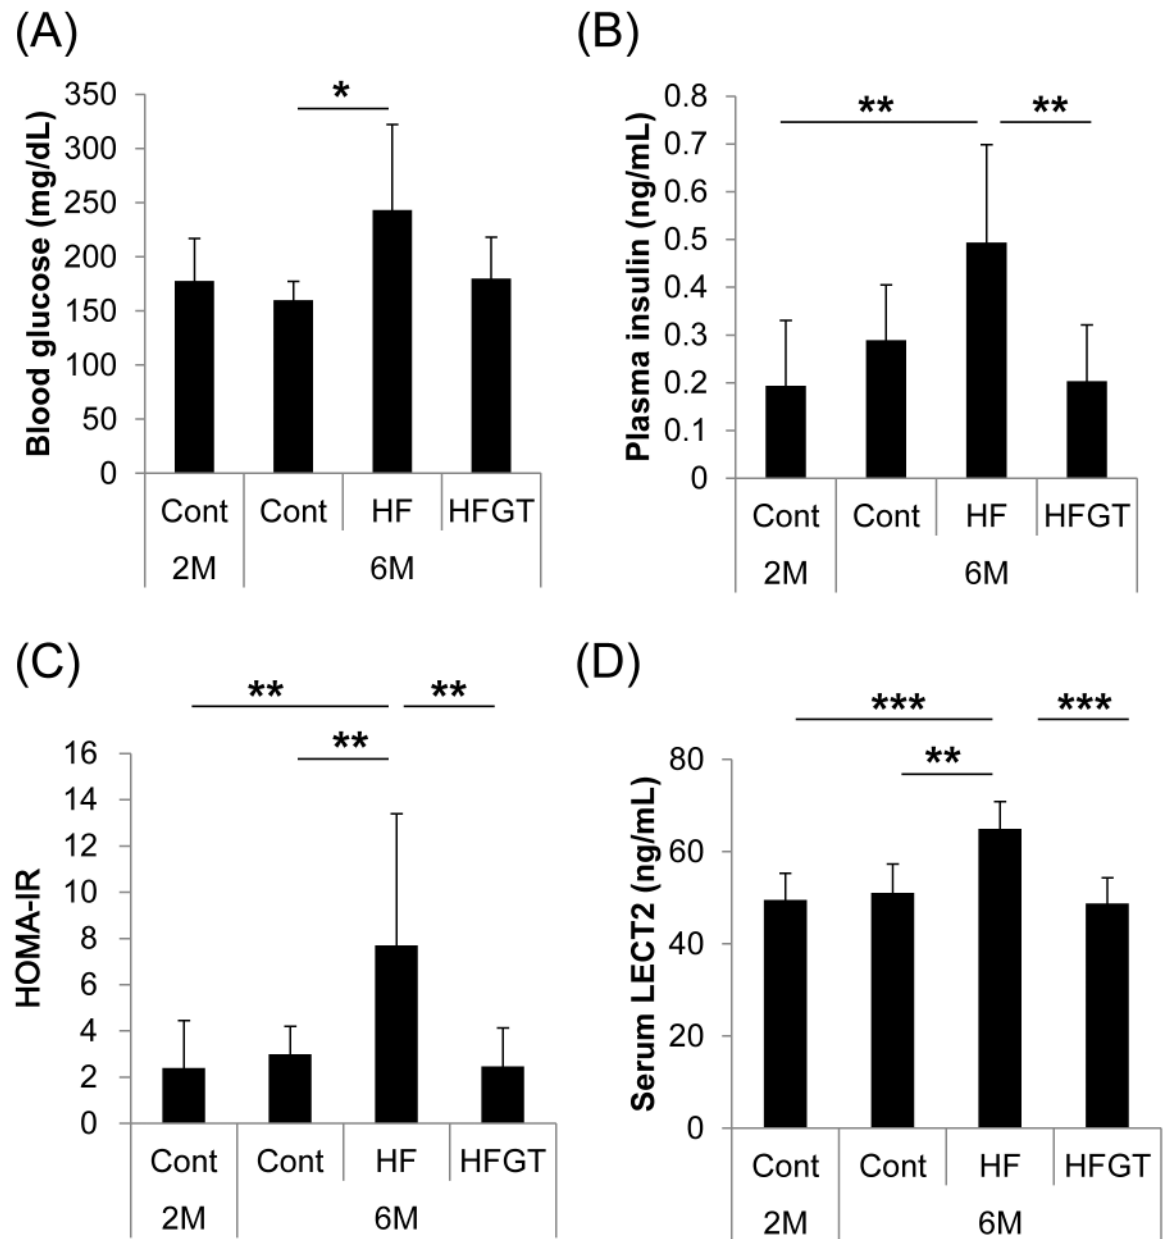 (A)
Blood glucose (mg/dL)
350
300
250
200
150
100
50
0
*
Cont Cont HF HFGT
2M 6M
(B)
Plasma insulin (ng/mL)
0.8
0.7
0.6
0.5
0.4
0.3
0.2
0.1
0
** **
Cont Cont HF HFGT
2M 6M
(C)
HOMA-IR
16
14
12
10
8
6
4
2
0
** **
**
Cont Cont HF HFGT
2M 6M
(D)
Serum LECT2 (ng/mL)
80
60
40
20
0
*** ***
**
Cont Cont HF HFGT
2M 6M